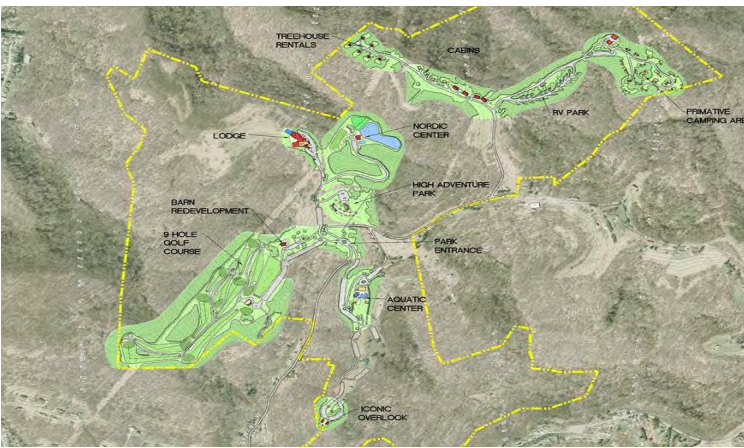 TREEHOUSE
RENTALS
CABINS
RV PARK
PRIMATIVE
CAMPING ARE
LODGE
NORDIC
CENTER
HIGH ADVENTURE
PARK
BARN
REDEVELOPMENT
9 HOLE
GOLF
COURSE
PARK
ENTRANCE
AQUATIC
CENTER
ICONIC
OVERLOOK